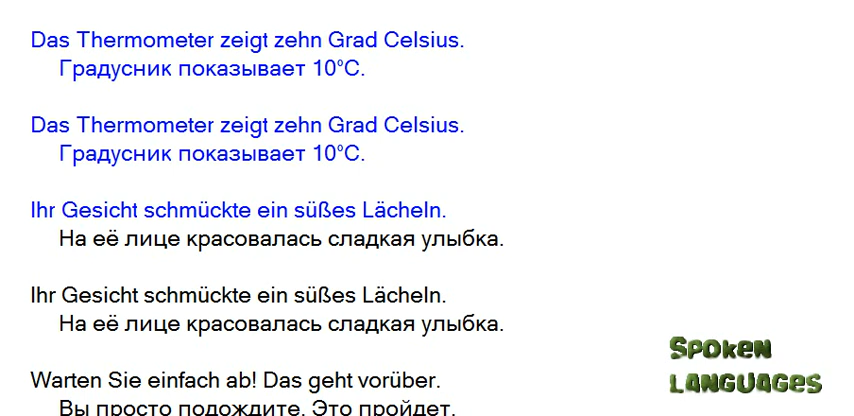 Das Thermometer zeigt zehn Grad Celsius.
Градусник показывает 10°C.
Das Thermometer zeigt zehn Grad Celsius.
Градусник показывает 10°C.
Ihr Gesicht schmückte ein süßes Lächeln.
На её лице красовалась сладкая улыбка.
Ihr Gesicht schmückte ein süßes Lächeln.
На её лице красовалась сладкая улыбка.
Warten Sie einfach ab! Das geht vorüber.
Вы просто подождите. Это пройдет.
Spoken
Languages